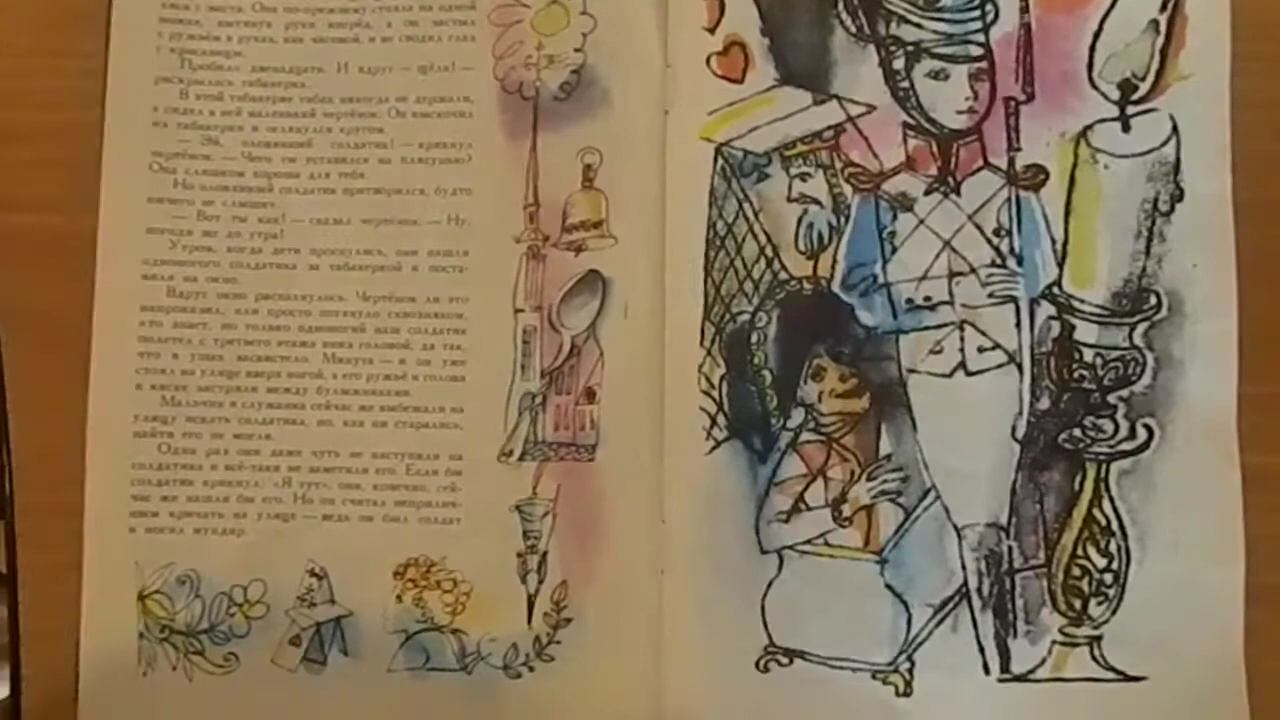 лись с места. Она по-прежнему стояла на одной
ножке, вытянув руки вперёд, а он застыл
с ружьём в руках, как часовой, и не сводил глаз
с красавицы.
Пробило двенадцать. И вдруг — щёлк! —
раскрылась табакерка.
В этой табакерке табак никогда не держали,
а сидел в ней маленький чертёнок. Он выскочил
из табакерки и оглянулся кругом.
— Эй, оловянный солдатик! — крикнул
чертёнок. — Чего ты уставился на плясунью?
Она слишком хороша для тебя.
Но оловянный солдатик притворился, будто
ничего не слышит.
— Вот ты как! — сказал чертёнок. — Ну,
погоди же до утра!
Утром, когда дети проснулись, они нашли
одноногого солдатика за табакеркой и поста-
вили на окно.
Вдруг окно распахнулось. Чертёнок ли это
напроказил, или просто потянуло сквозняком,
кто знает, но только одноногий наш солдатик
полетел с третьего этажа вниз головой, да так,
что в ушах засвистело. Минута — и он уже
стоял на улице вверх ногой, а его ружьё и голова
в каске застряли между булыжниками.
Мальчик и служанка сейчас же выбежали на
улицу искать солдатика, но, как ни старались,
найти его не могли.
Один раз они даже чуть не наступили на
солдатика и всё-таки не заметили его. Если бы
солдатик крикнул: «Я тут», они, конечно, сей-
час же нашли бы его. Но он считал неприлич-
ным кричать на улице — ведь он был солдат
и носил мундир.